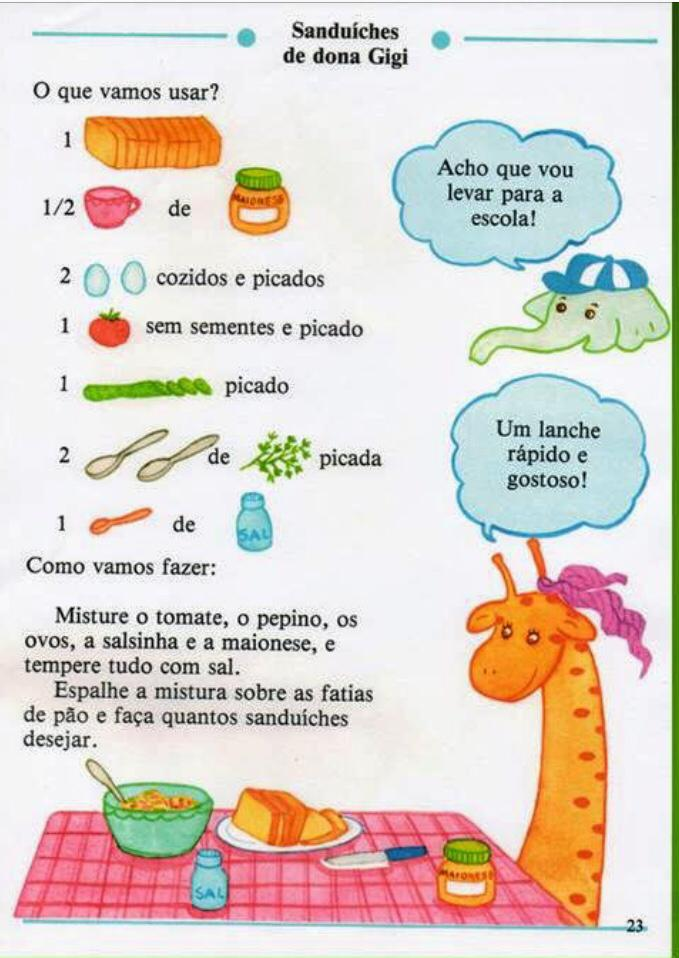 Sanduíches
de dona Gigi
O que vamos usar?
1
1/2 de MAIONESE
2 cozidos e picados
1 sem sementes e picado
1 picado
2 de picada
1 de SAL
Acho que vou
levar para a
escola!
Um lanche
rápido e
gostoso!
Como vamos fazer:
Misture o tomate, o pepino, os
ovos, a salsinha e a maionese, e
tempere tudo com sal.
Espalhe a mistura sobre as fatias
de pão e faça quantos sanduíches
desejar.
SAL
MAIONESE
23